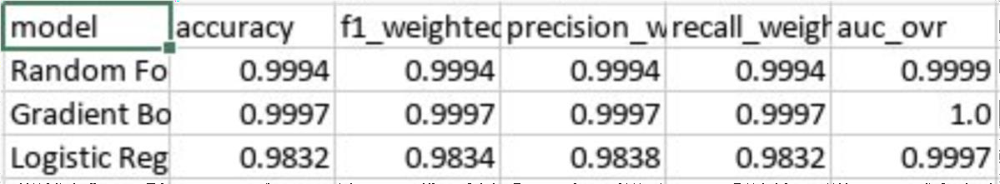 model accuracy f1_weighted precision_w recall_weigh auc_ovr
Random Fo 0.9994 0.9994 0.9994 0.9994 0.9999
Gradient Bo 0.9997 0.9997 0.9997 0.9997 1.0
Logistic Reg 0.9832 0.9834 0.9838 0.9832 0.9997